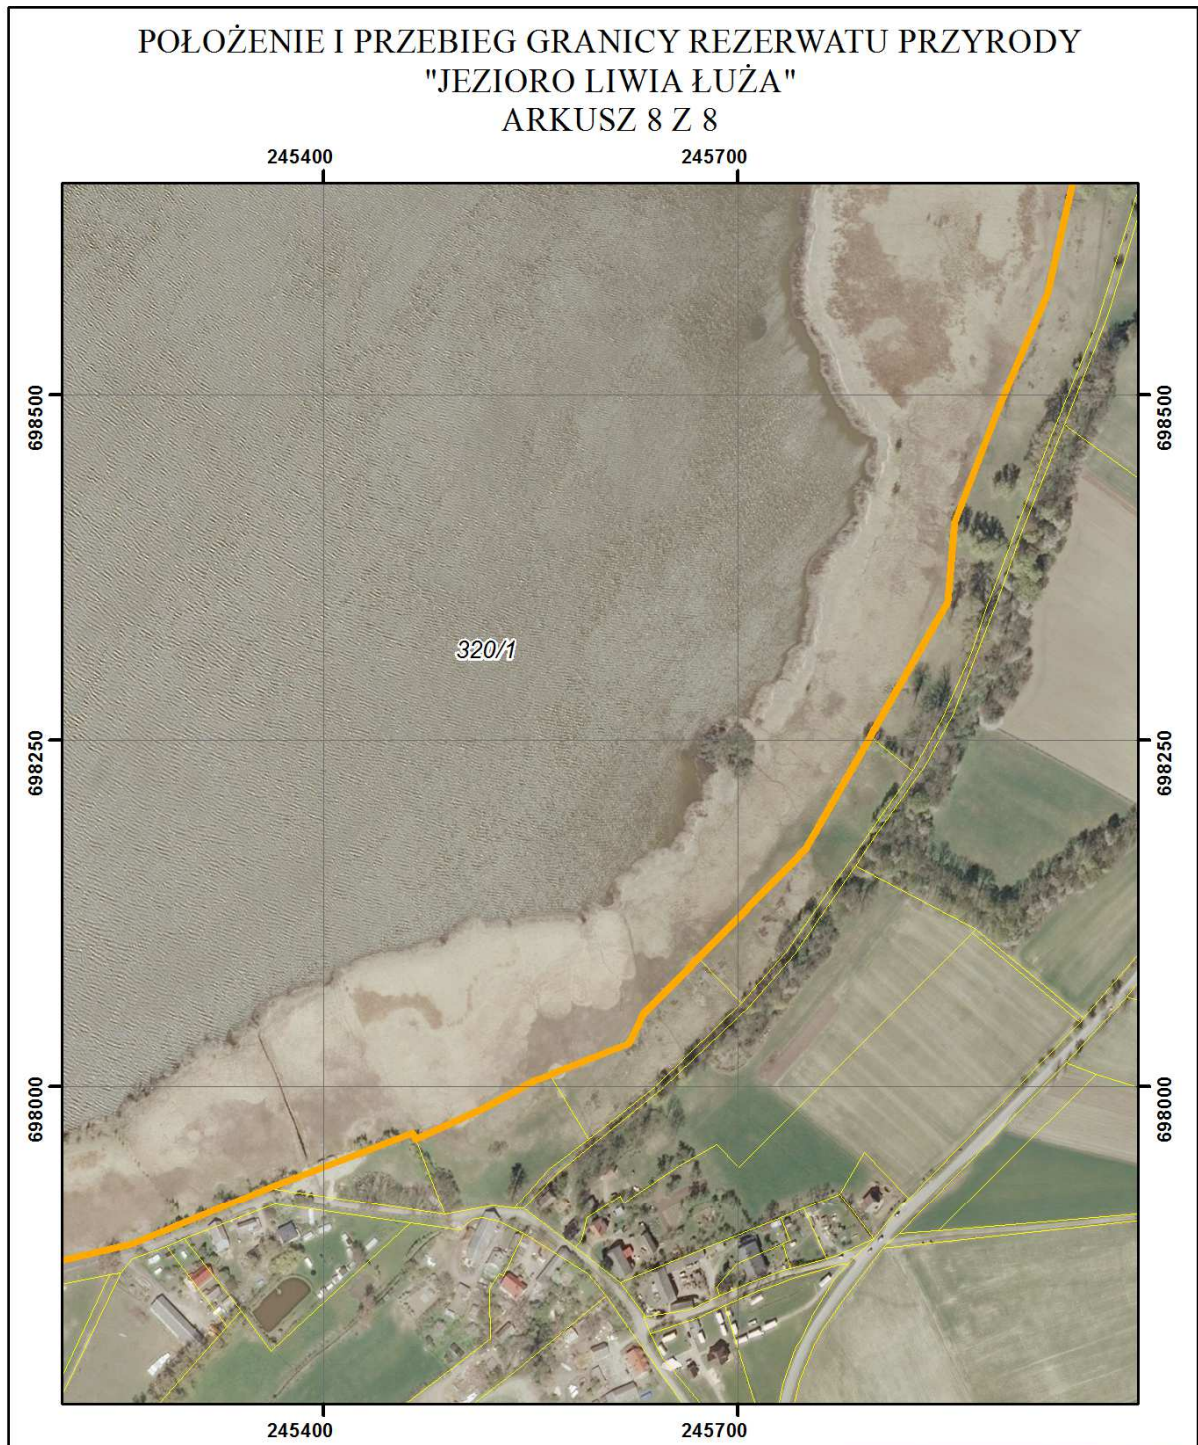 POŁOŻENIE I PRZEBIEG GRANICY REZERWATU PRZYRODY
"JEZIORO LIWIA ŁUŻA"
ARKUSZ 8 Z 8
245400 245700
698500 698500
320/1
698250 698250
698000 698000
245400 245700